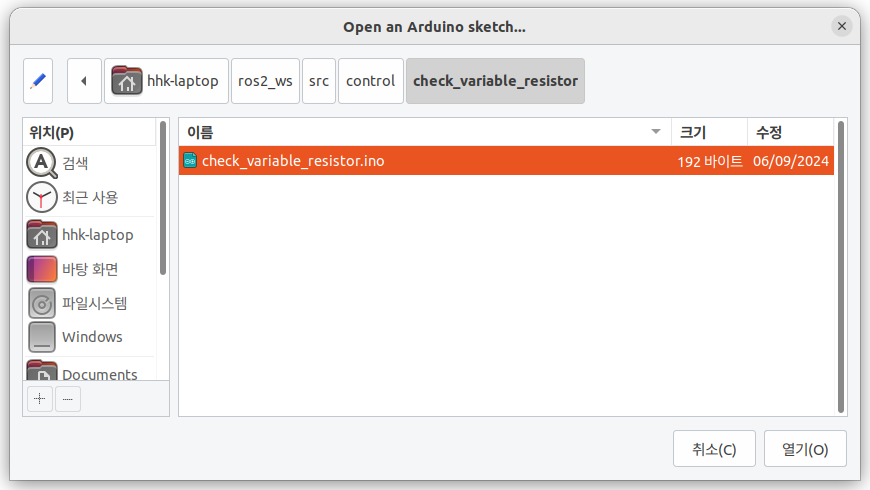 Open an Arduino sketch...
hhk-laptop ros2_ws src control check_variable_resistor
위치(P)
검색
최근 사용
hhk-laptop
바탕 화면
파일시스템
Windows
Documents
이름 크기 수정
check_variable_resistor.ino 192 바이트 06/09/2024
취소(C) 열기(O)